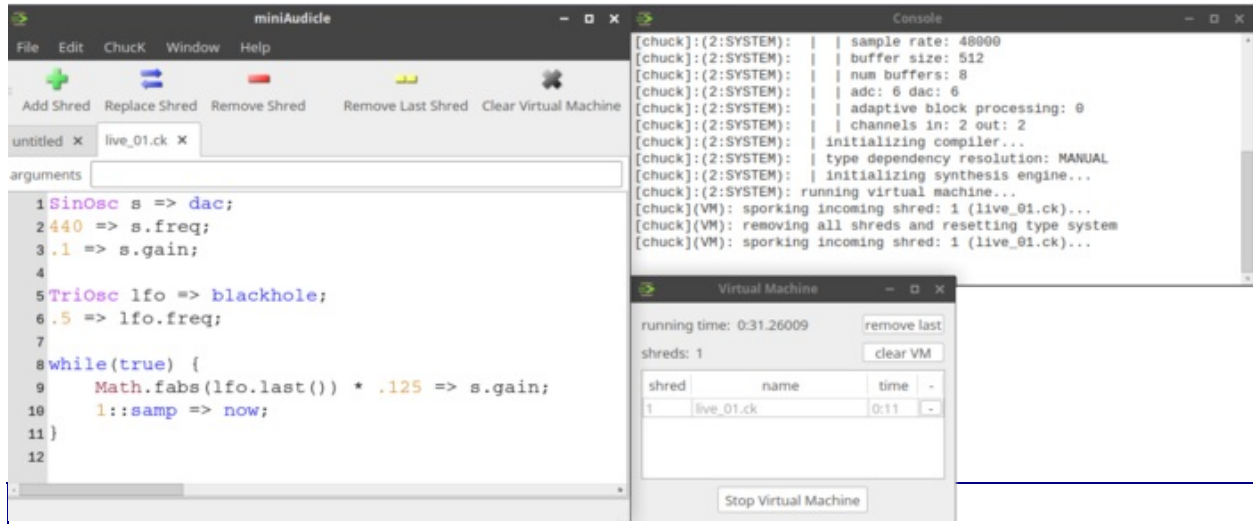 miniAudicle
File Edit ChucK Window Help
Add Shred Replace Shred Remove Shred Remove Last Shred Clear Virtual Machine
untitled live_01.ck
arguments
1 SinOsc s => dac;
2 440 => s.freq;
3 .1 => s.gain;
4
5 TriOsc lfo => blackhole;
6 .5 => lfo.freq;
7
8 while(true) {
9 Math.fabs(lfo.last()) * .125 => s.gain;
10 1::samp => now;
11 }
12
Console
[chuck]:(2:SYSTEM): | | sample rate: 48000
[chuck]:(2:SYSTEM): | | buffer size: 512
[chuck]:(2:SYSTEM): | | num buffers: 8
[chuck]:(2:SYSTEM): | | adc: 6 dac: 6
[chuck]:(2:SYSTEM): | | adaptive block processing: 0
[chuck]:(2:SYSTEM): | | channels in: 2 out: 2
[chuck]:(2:SYSTEM): | initializing compiler...
[chuck]:(2:SYSTEM): | type dependency resolution: MANUAL
[chuck]:(2:SYSTEM): | initializing synthesis engine...
[chuck]:(2:SYSTEM): running virtual machine...
[chuck](VM): sporking incoming shred: 1 (live_01.ck)...
[chuck](VM): removing all shreds and resetting type system
[chuck](VM): sporking incoming shred: 1 (live_01.ck)...
Virtual Machine
running time: 0:31.26009 remove last
shreds: 1 clear VM
shred name time -
1 live_01.ck 0:11 -
Stop Virtual Machine